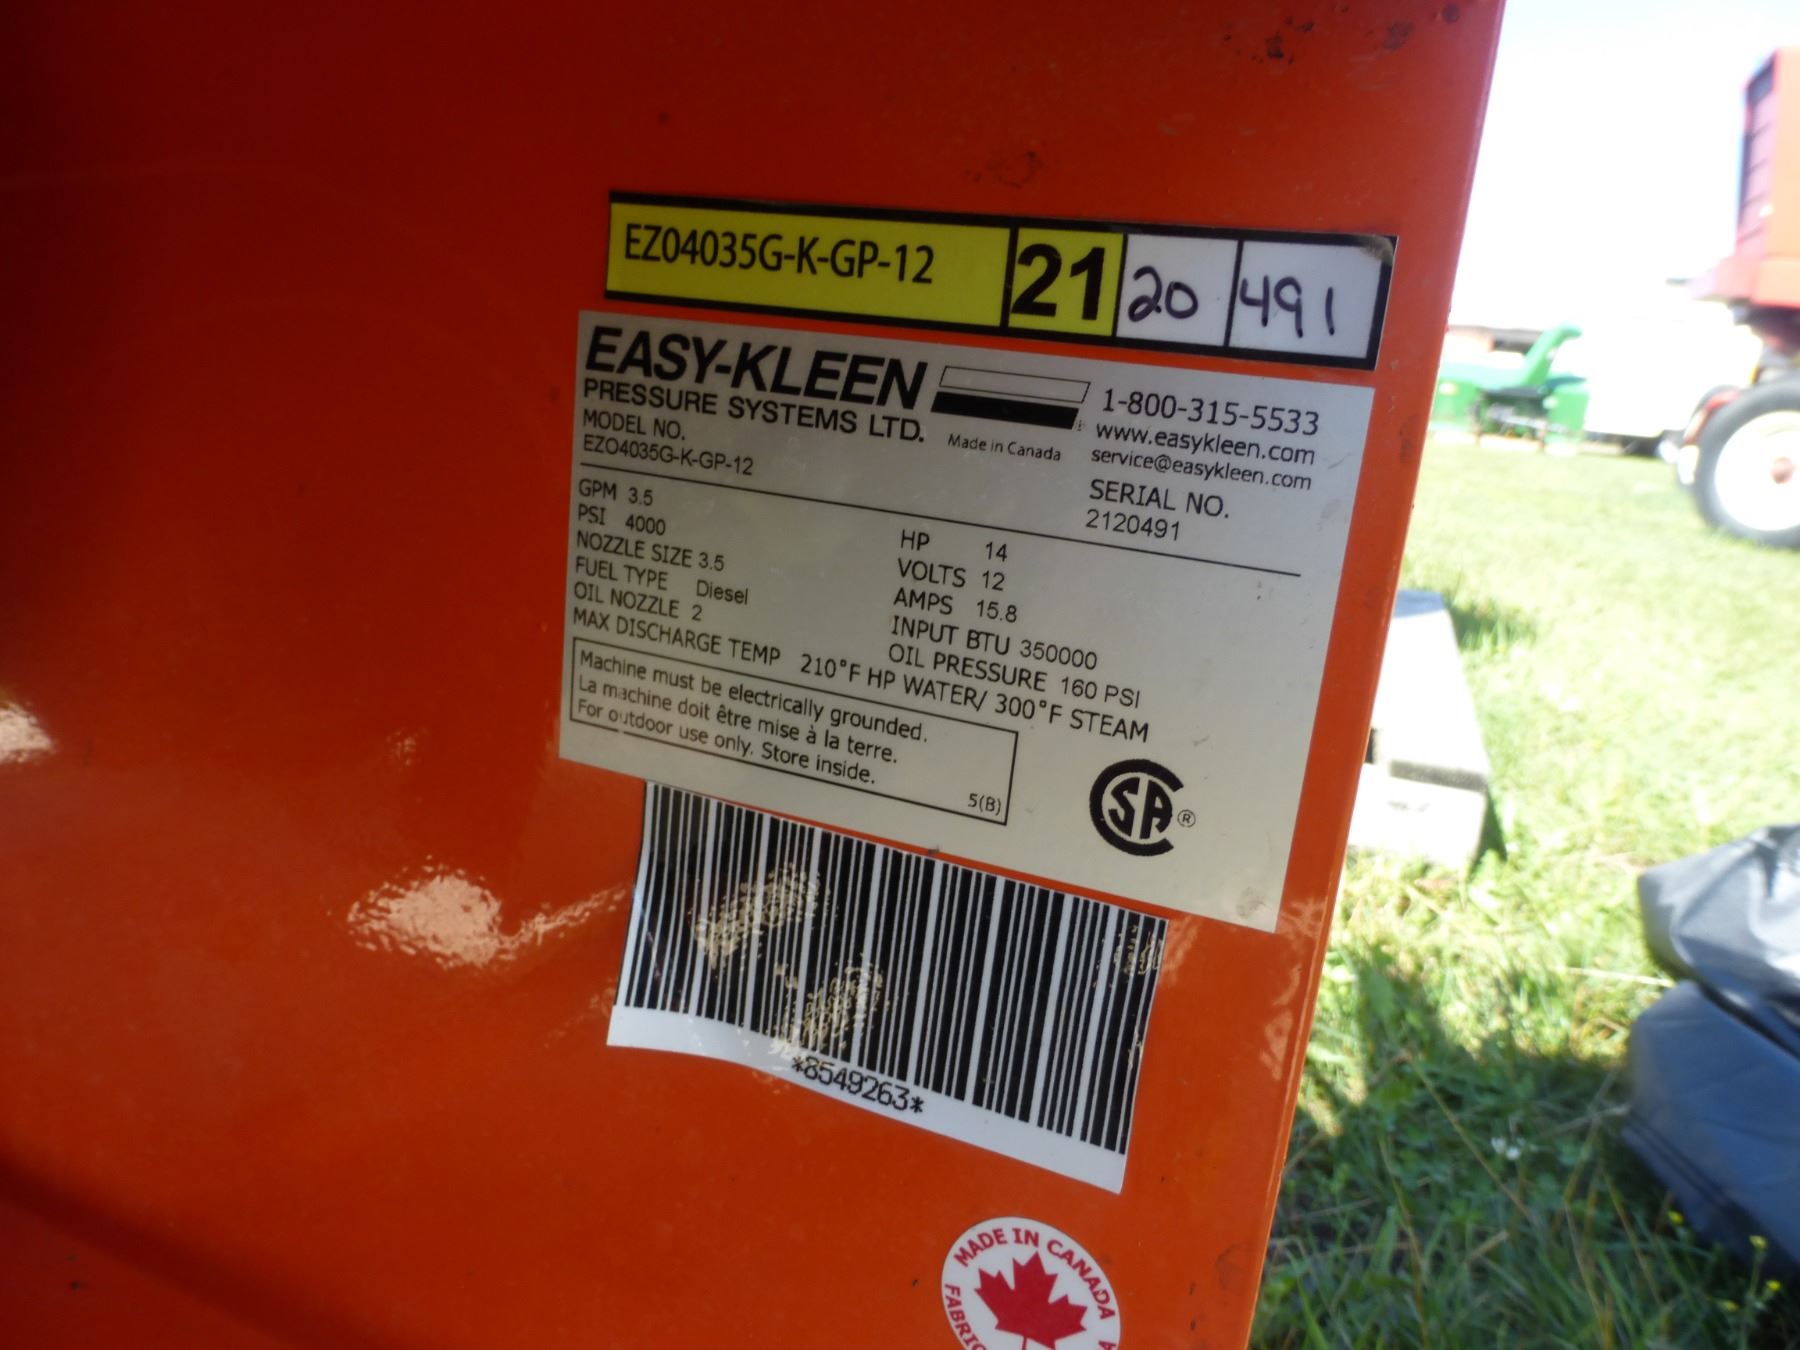 EZO4035G-K-GP-12 21 20 491
EASY-KLEEN
PRESSURE SYSTEMS LTD.
Made in Canada
1-800-315-5533
www.easykleen.com
service@easykleen.com
MODEL NO.
EZO4035G-K-GP-12
SERIAL NO.
2120491
GPM 3.5
PSI 4000
NOZZLE SIZE 3.5
FUEL TYPE Diesel
OIL NOZZLE 2
HP 14
VOLTS 12
AMPS 15.8
INPUT BTU 350000
OIL PRESSURE 160 PSI
MAX DISCHARGE TEMP 210°F HP WATER/ 300°F STEAM
Machine must be electrically grounded.
La machine doit être mise à la terre.
For outdoor use only. Store inside.
5(B)
CSA ®
*8549263*
MADE IN CANADA